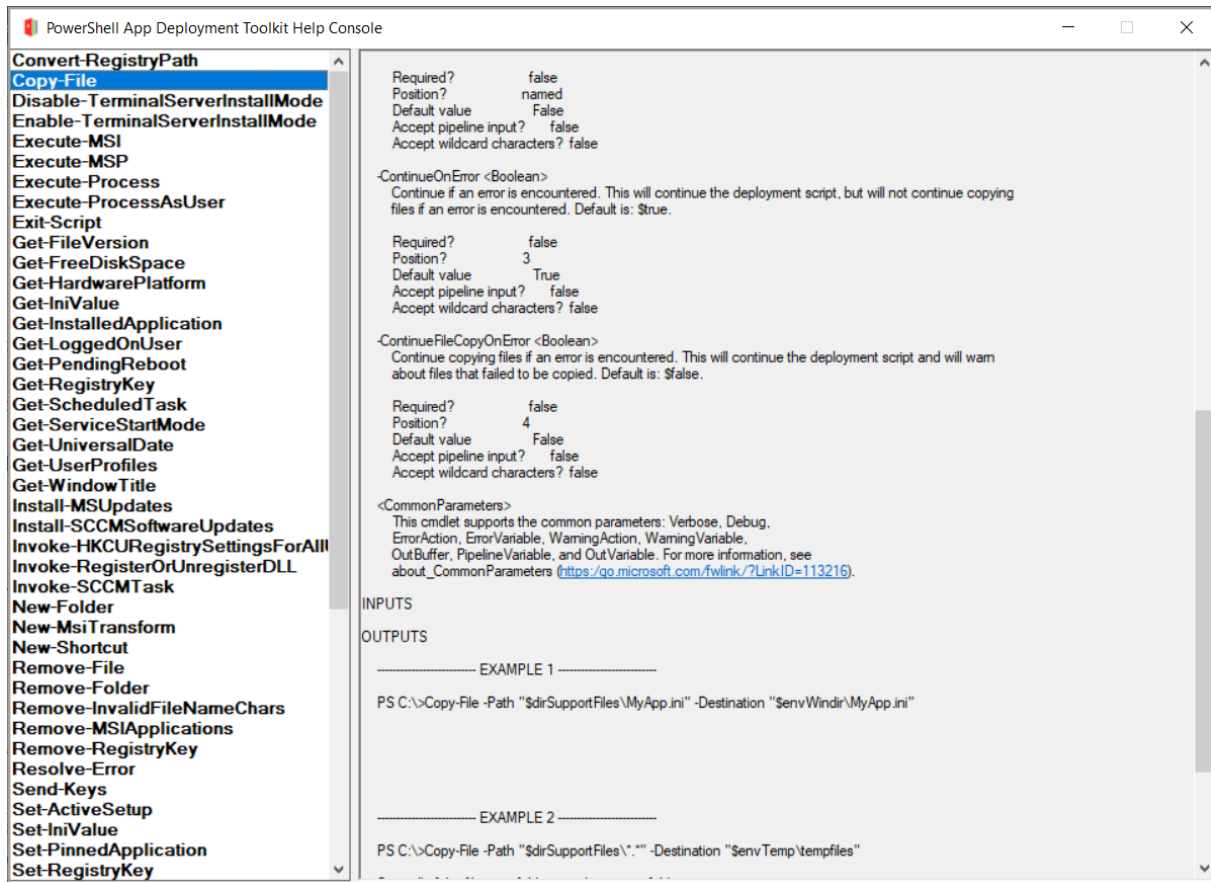 PowerShell App Deployment Toolkit Help Console
Convert-RegistryPath
Copy-File
Disable-TerminalServerInstallMode
Enable-TerminalServerInstallMode
Execute-MSI
Execute-MSP
Execute-Process
Execute-ProcessAsUser
Exit-Script
Get-FileVersion
Get-FreeDiskSpace
Get-HardwarePlatform
Get-IniValue
Get-InstalledApplication
Get-LoggedOnUser
Get-PendingReboot
Get-RegistryKey
Get-ScheduledTask
Get-ServiceStartMode
Get-UniversalDate
Get-UserProfiles
Get-WindowTitle
Install-MSUpdates
Install-SCCMSoftwareUpdates
Invoke-HKCURegistrySettingsForAllU
Invoke-RegisterOrUnregisterDLL
Invoke-SCCMTask
New-Folder
New-MsiTransform
New-Shortcut
Remove-File
Remove-Folder
Remove-InvalidFileNameChars
Remove-MSIApplications
Remove-RegistryKey
Resolve-Error
Send-Keys
Set-ActiveSetup
Set-IniValue
Set-PinnedApplication
Set-RegistryKey
Required? false
Position? named
Default value False
Accept pipeline input? false
Accept wildcard characters? false
-ContinueOnError <Boolean>
Continue if an error is encountered. This will continue the deployment script, but will not continue copying
files if an error is encountered. Default is: $true.
Required? false
Position? 3
Default value True
Accept pipeline input? false
Accept wildcard characters? false
-ContinueFileCopyOnError <Boolean>
Continue copying files if an error is encountered. This will continue the deployment script and will warn
about files that failed to be copied. Default is: $false.
Required? false
Position? 4
Default value False
Accept pipeline input? false
Accept wildcard characters? false
<CommonParameters>
This cmdlet supports the common parameters: Verbose, Debug,
ErrorAction, ErrorVariable, WarningAction, WarningVariable,
OutBuffer, PipelineVariable, and OutVariable. For more information, see
about_CommonParameters (https:/go.microsoft.com/fwlink/?LinkID=113216).
INPUTS
OUTPUTS
-------------------------- EXAMPLE 1 --------------------------
PS C:\>Copy-File -Path "$dirSupportFiles\MyApp.ini" -Destination "$envWindir\MyApp.ini"
-------------------------- EXAMPLE 2 --------------------------
PS C:\>Copy-File -Path "$dirSupportFiles\*.*" -Destination "$envTemp\tempfiles"